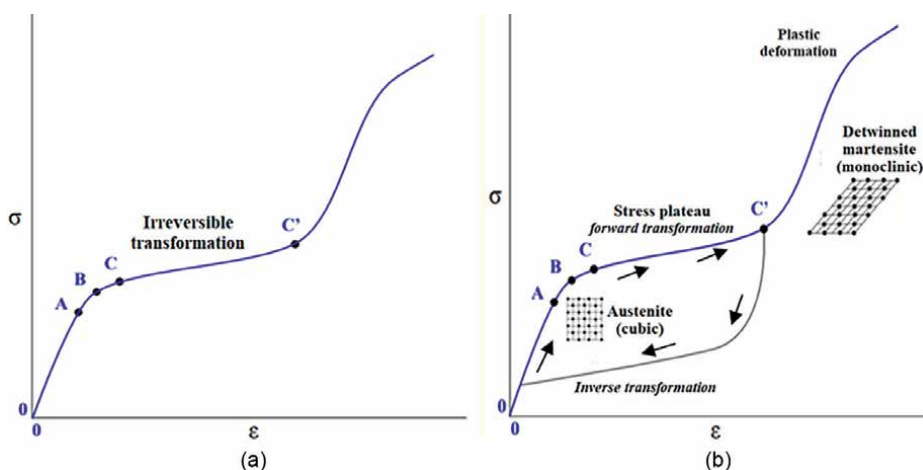 σ
Irreversible
transformation
A
B
C
C'
0
0
ε
(a)
σ
Plastic
deformation
Detwinned
martensite
(monoclinic)
Stress plateau
forward transformation
C'
A
B
C
Austenite
(cubic)
Inverse transformation
0
0
ε
(b)